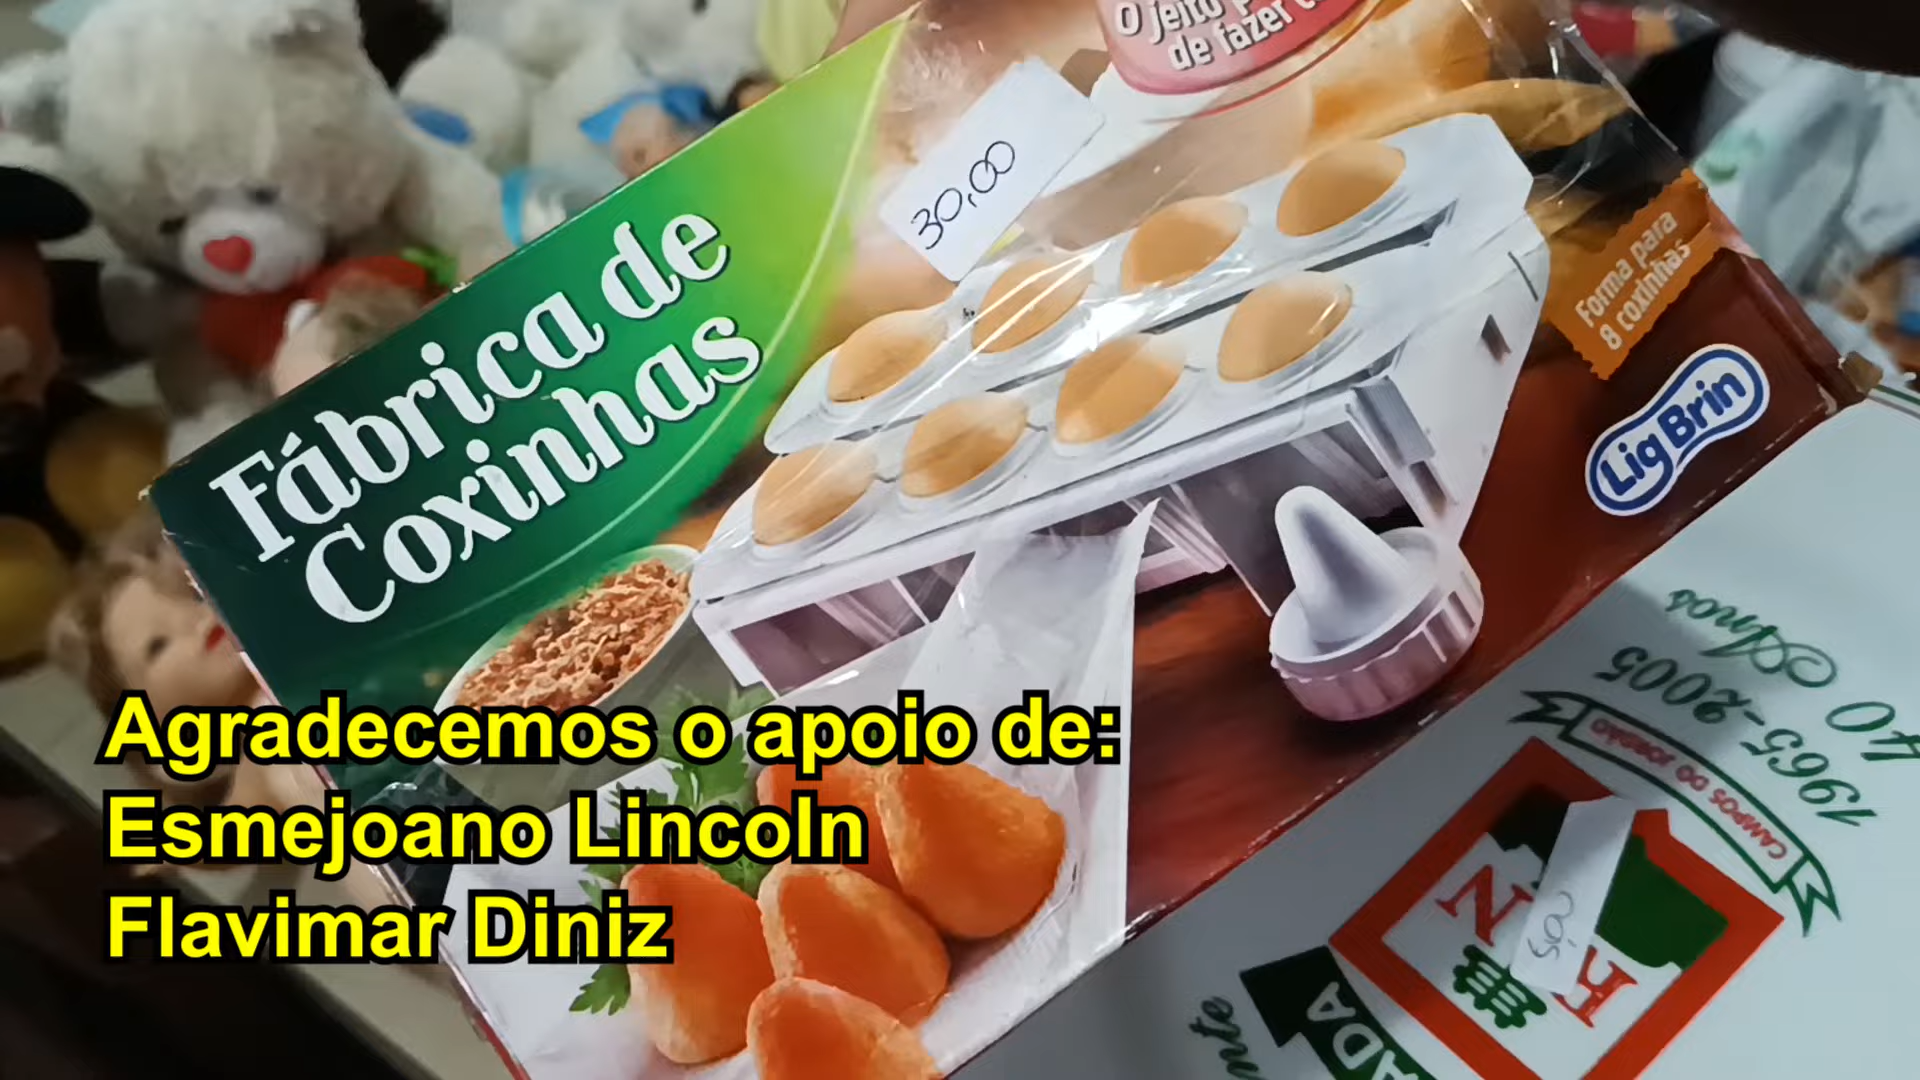 O jeito
de fazer
30,00
Fábrica de
Coxinhas
Forma para
8 coxinhas
Lig Brin
Agradecemos o apoio de:
Esmejoano Lincoln
Flavimar Diniz
40 Anos
1965-2005
CAMPOS DO JORDÃO